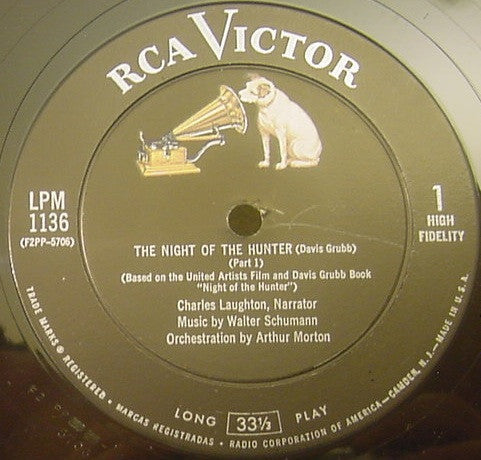 RCA VICTOR
LPM
1136
(F2PP-5706)
1
HIGH
FIDELITY
THE NIGHT OF THE HUNTER (Davis Grubb)
(Part 1)
(Based on the United Artists Film and Davis Grubb Book
"Night of the Hunter")
Charles Laughton, Narrator
Music by Walter Schumann
Orchestration by Arthur Morton
LONG 33⅓ PLAY
TRADE MARKS ® REGISTERED • MARCAS REGISTRADAS • RADIO CORPORATION OF AMERICA—CAMDEN, N. J.—MADE IN U.S.A.